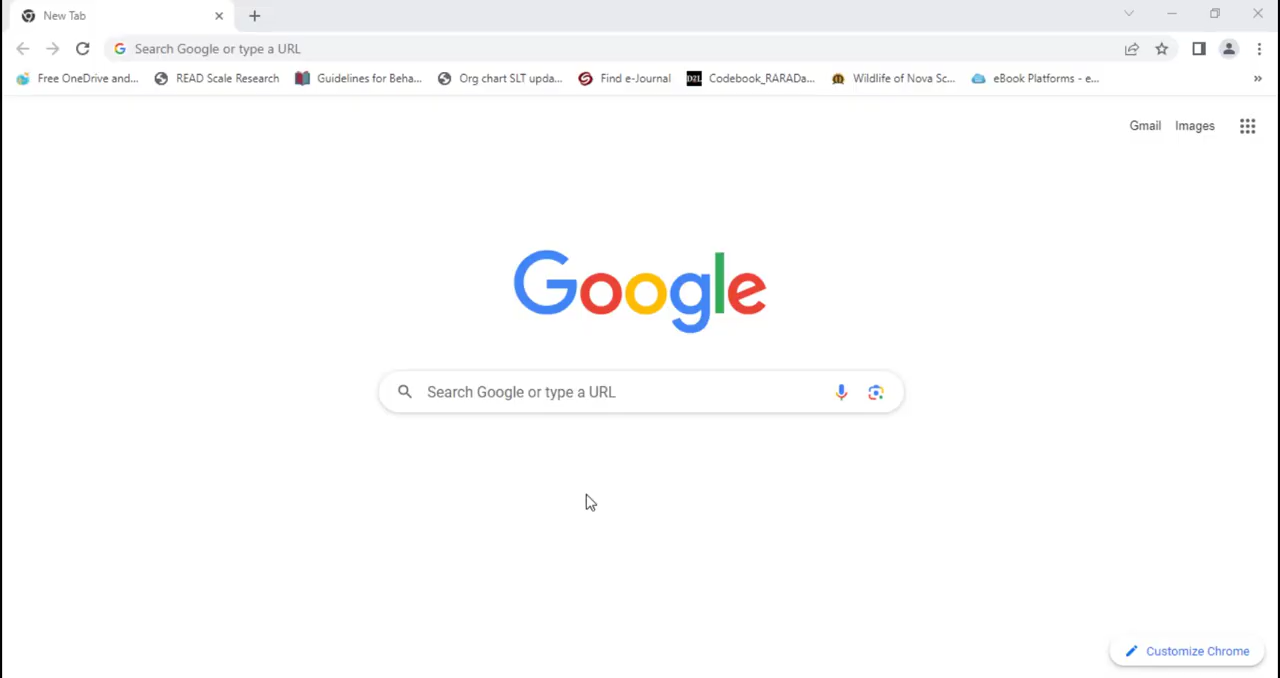 New Tab
Search Google or type a URL
Free OneDrive and...
READ Scale Research
Guidelines for Beha...
Org chart SLT upda...
Find e-Journal
D2L
Codebook_RARADa...
Wildlife of Nova Sc...
eBook Platforms - e...
»
Gmail
Images
Google
Search Google or type a URL
Customize Chrome